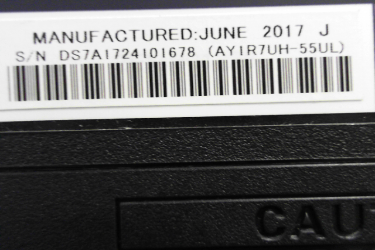 MANUFACTURED:JUNE 2017 J
S/N DS7A1724101678 (AY1R7UH-55UL)
CAU